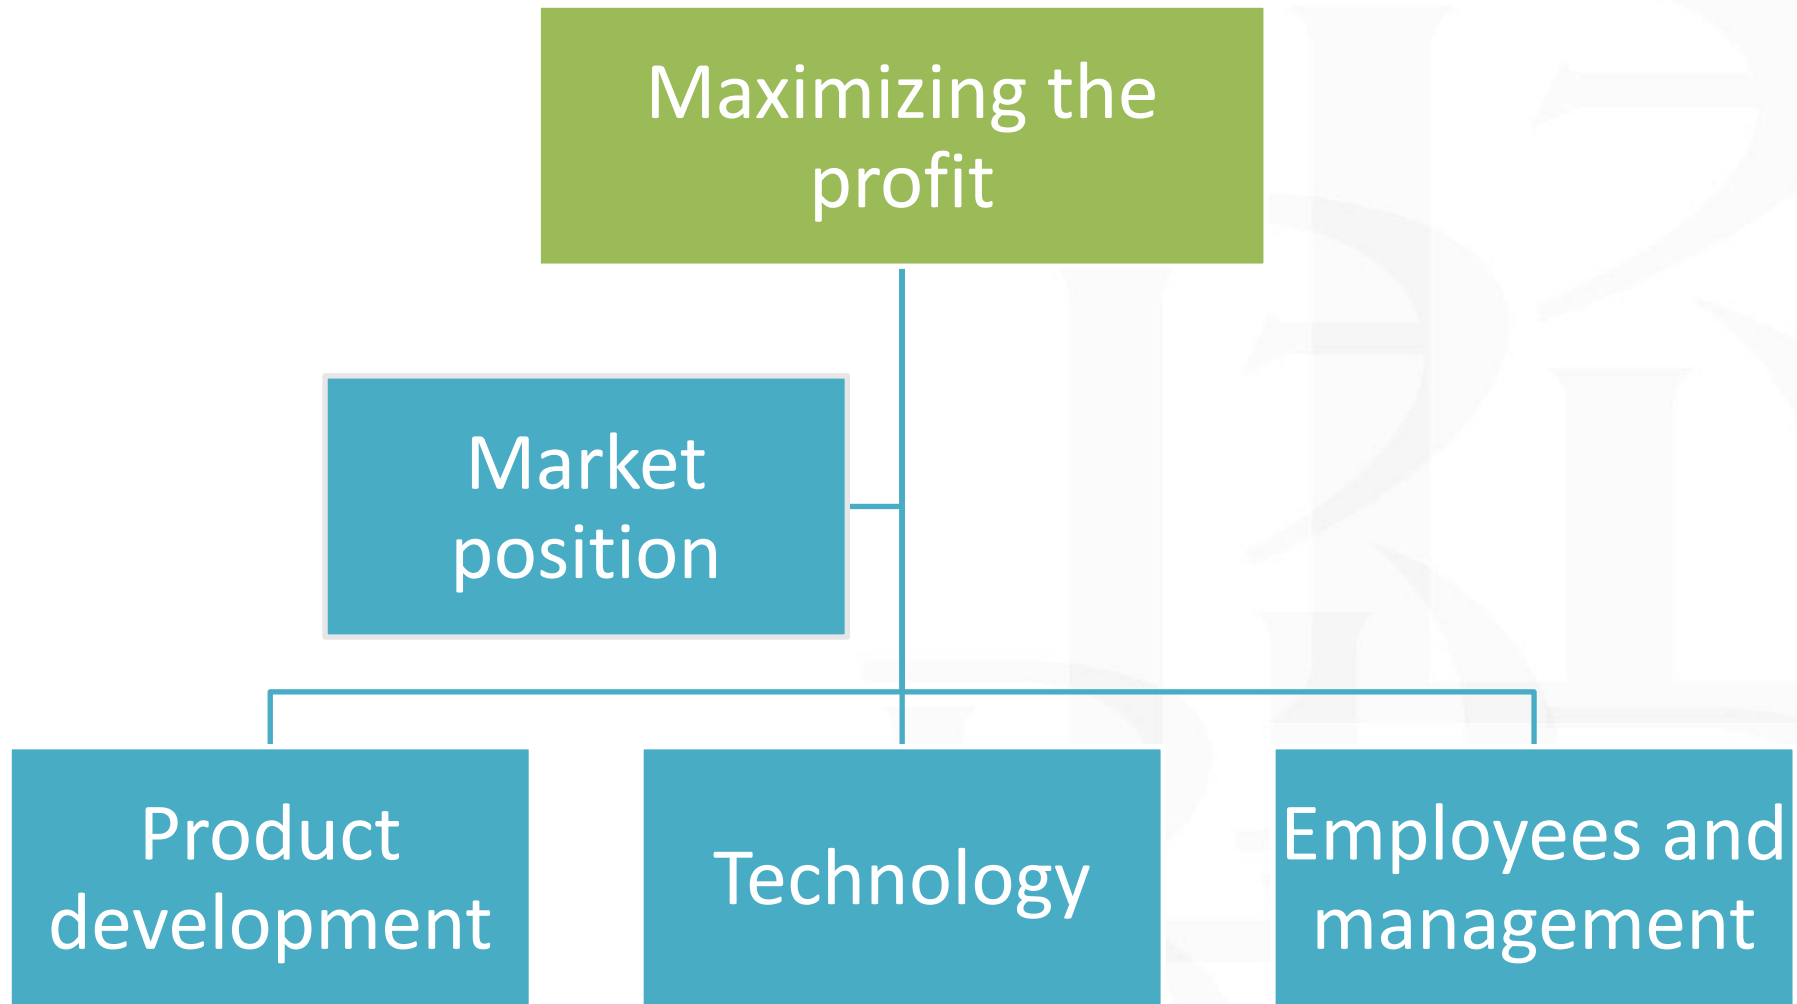 Maximizing the
profit
Market
position
Product
development
Technology
Employees and
management